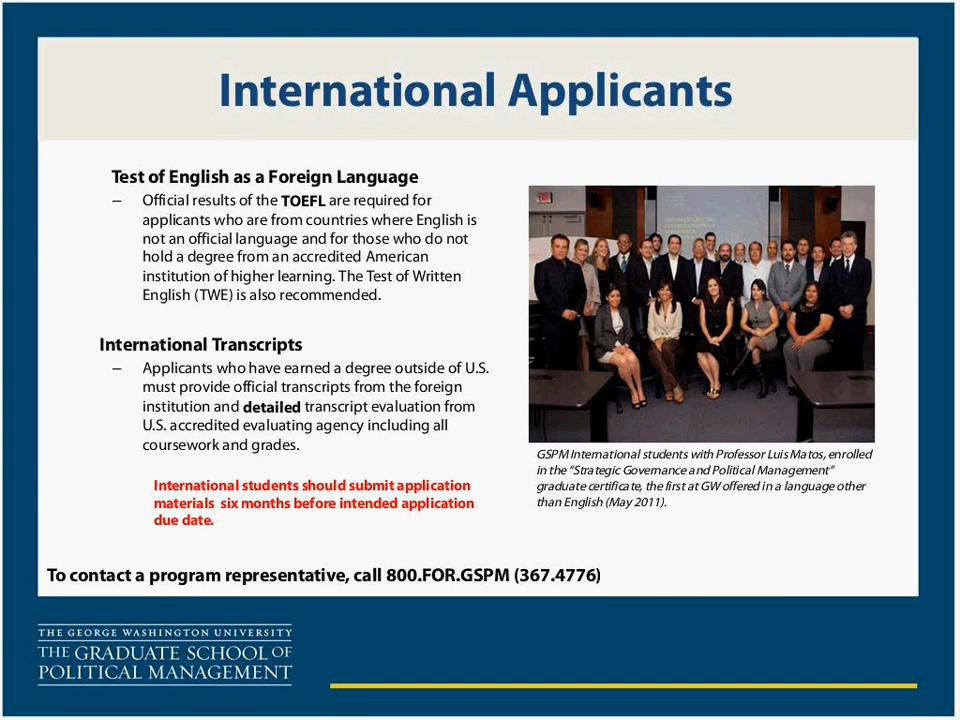 International Applicants
Test of English as a Foreign Language
– Official results of the TOEFL are required for
applicants who are from countries where English is
not an official language and for those who do not
hold a degree from an accredited American
institution of higher learning. The Test of Written
English (TWE) is also recommended.
International Transcripts
– Applicants who have earned a degree outside of U.S.
must provide official transcripts from the foreign
institution and detailed transcript evaluation from
U.S. accredited evaluating agency including all
coursework and grades.
International students should submit application
materials six months before intended application
due date.
EXIT
GSPM International students with Professor Luis Matos, enrolled
in the “Strategic Governance and Political Management”
graduate certificate, the first at GW offered in a language other
than English (May 2011).
To contact a program representative, call 800.FOR.GSPM (367.4776)
THE GEORGE WASHINGTON UNIVERSITY
THE GRADUATE SCHOOL OF
POLITICAL MANAGEMENT